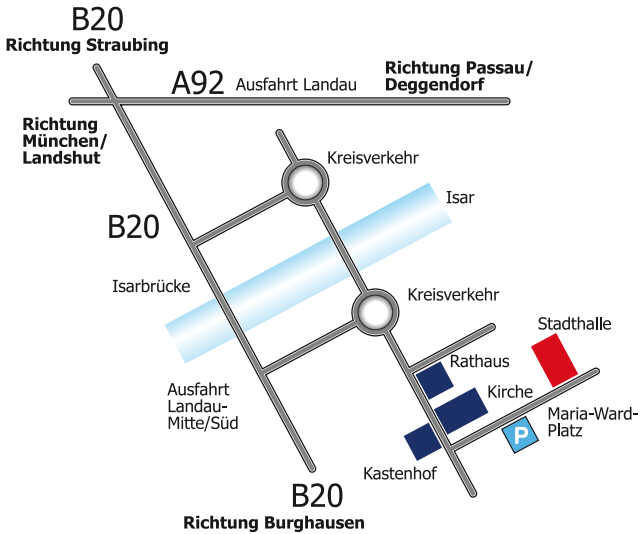 B20
Richtung Straubing
A92
Ausfahrt Landau
Richtung Passau/
Deggendorf
Richtung
München/
Landshut
Kreisverkehr
Isar
B20
Isarbrücke
Kreisverkehr
Stadthalle
Rathaus
Kirche
Ausfahrt
Landau-
Mitte/Süd
Maria-Ward-
Platz
P
Kastenhof
B20
Richtung Burghausen